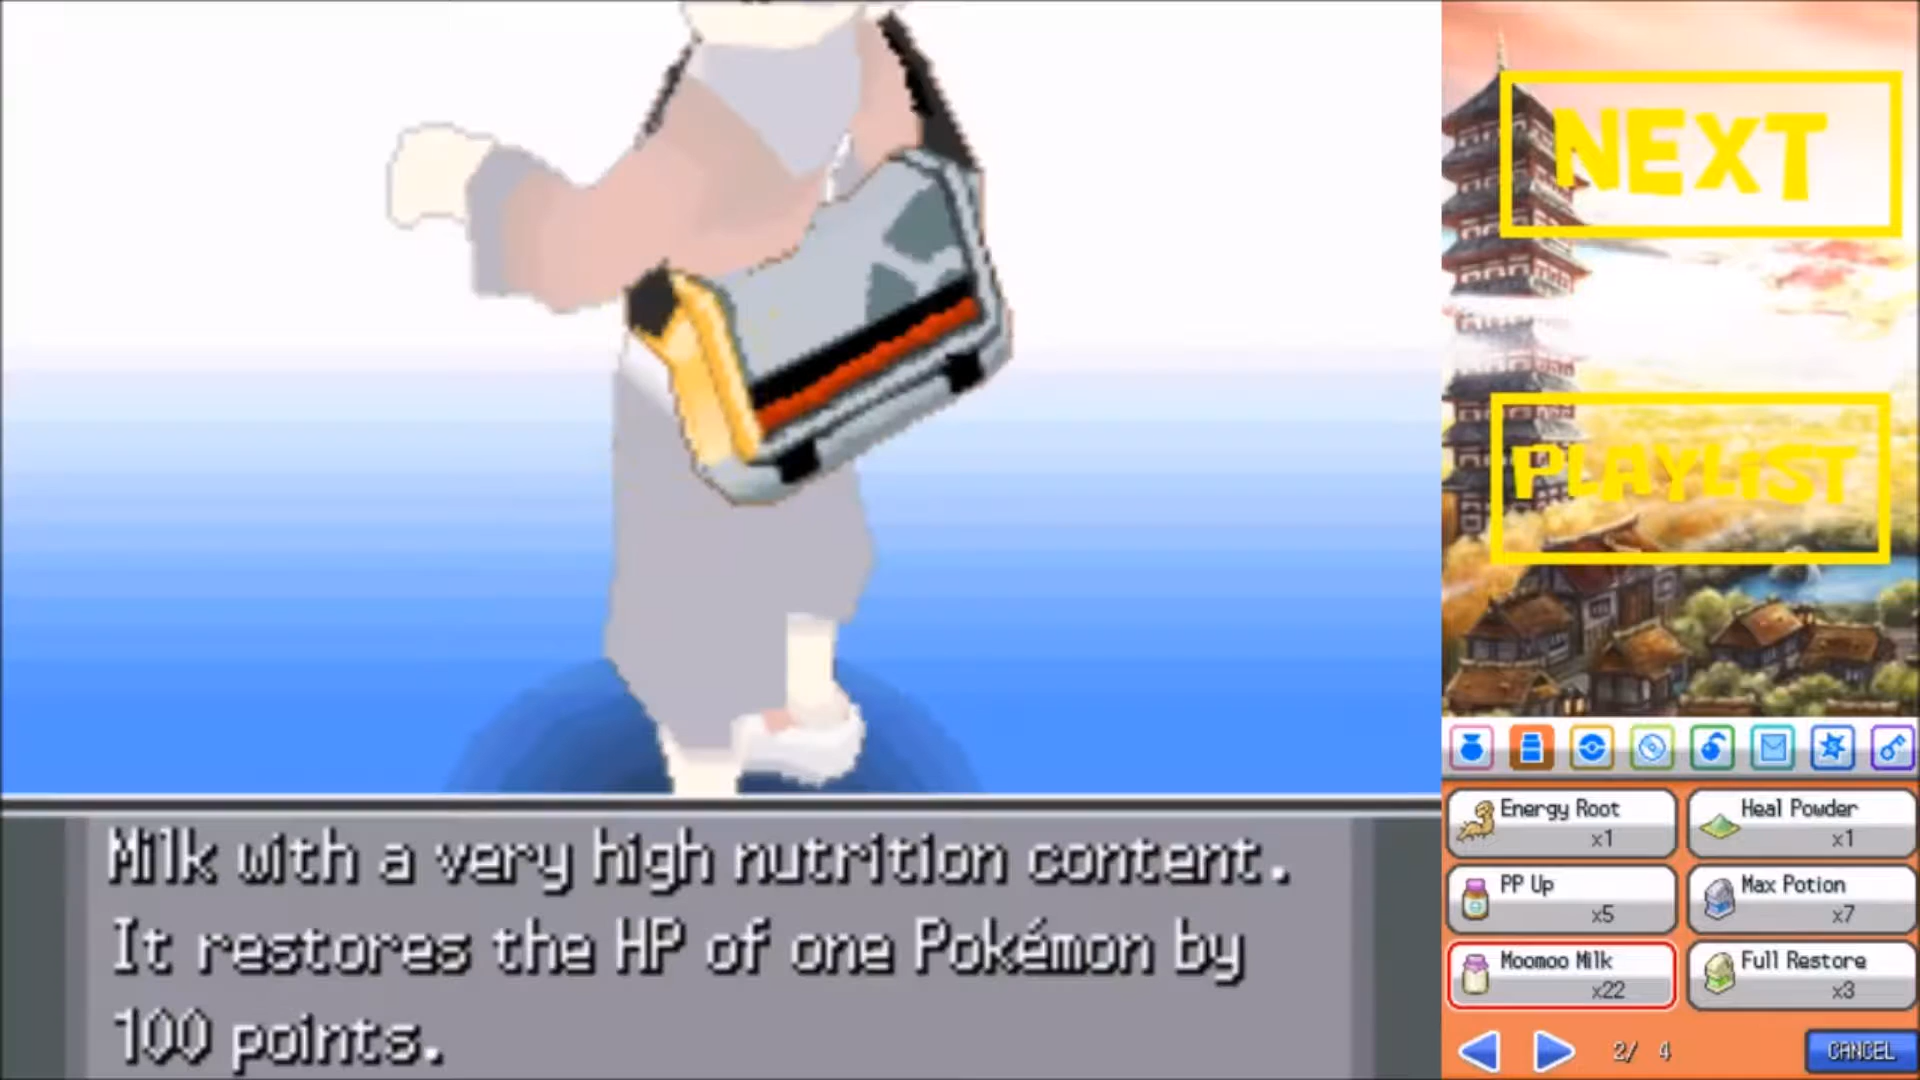 NEXT
PLAYLIST
Milk with a very high nutrition content.
It restores the HP of one Pokémon by
100 points.
Energy Root
x1
Heal Powder
x1
PP Up
x5
Max Potion
x7
Moomoo Milk
x22
Full Restore
x3
2/ 4
CANCEL